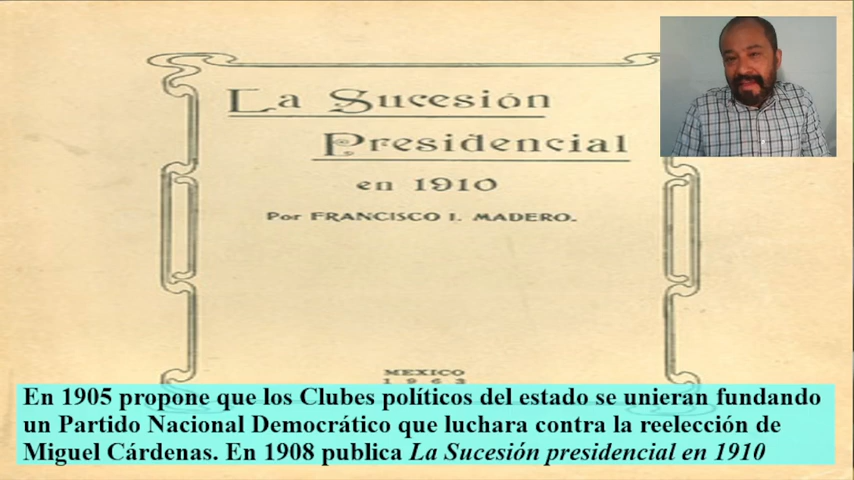 La Sucesión
Presidencial
en 1910
Por FRANCISCO I. MADERO.
MEXICO
1963
En 1905 propone que los Clubes políticos del estado se unieran fundando
un Partido Nacional Democrático que luchara contra la reelección de
Miguel Cárdenas. En 1908 publica La Sucesión presidencial en 1910